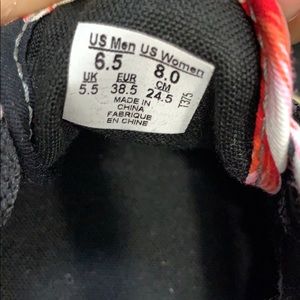 US Men US Women
6.5 8.0
UK EUR CM
5.5 38.5 24.5
MADE IN
CHINA
FABRIQUE
EN CHINE
T375